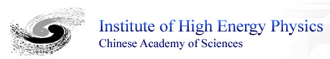 Institute of High Energy Physics
Chinese Academy of Sciences